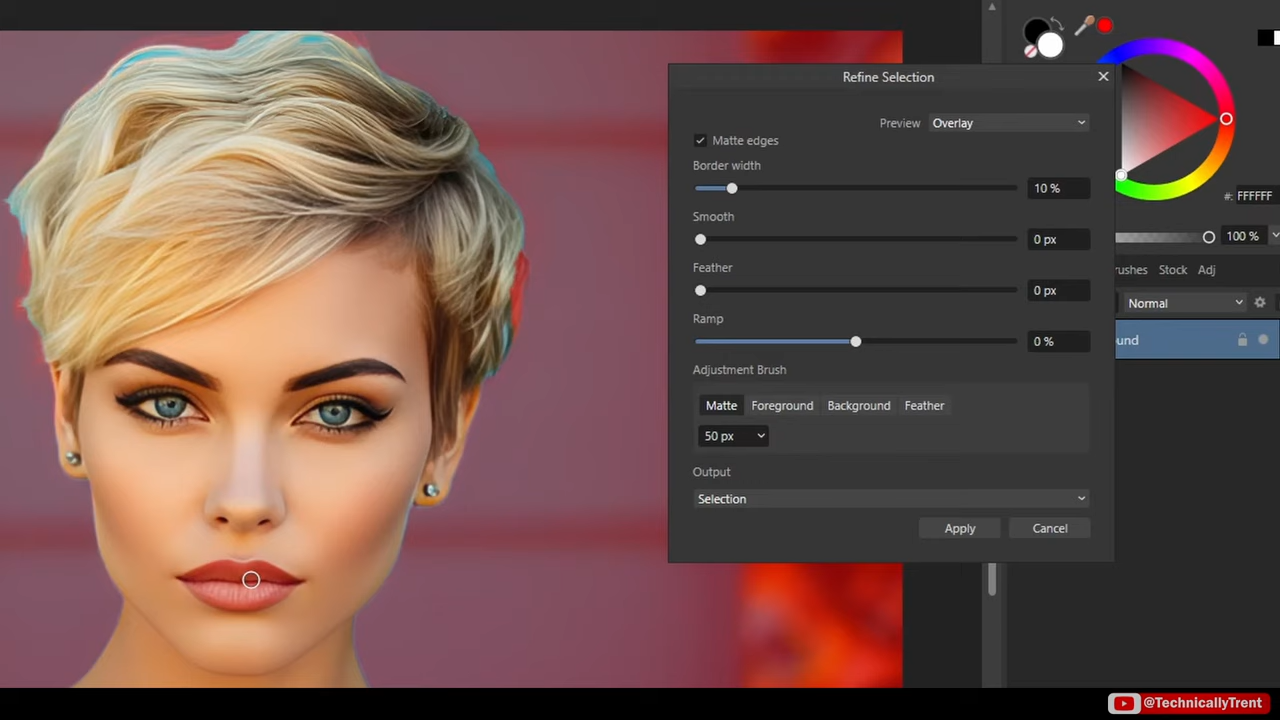 Refine Selection
Preview Overlay
Matte edges
Border width
10 %
Smooth
0 px
Feather
0 px
Ramp
0 %
Adjustment Brush
Matte Foreground Background Feather
50 px
Output
Selection
Apply Cancel
#: FFFFFF
100 %
rushes Stock Adj
Normal
und
@TechnicallyTrent